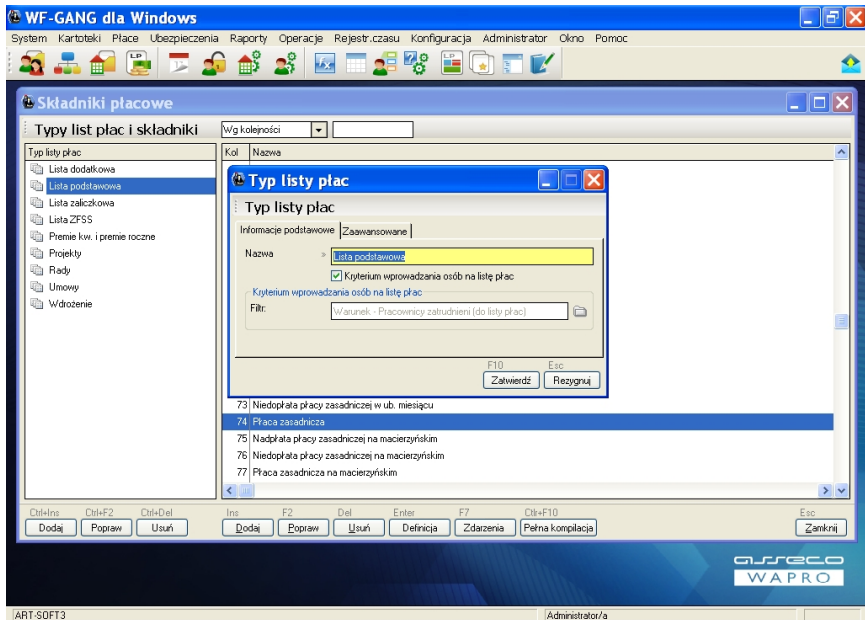 WF-GANG dla Windows
System Kartoteki Płace Ubezpieczenia Raporty Operacje Rejestr.czasu Konfiguracja Administrator Okno Pomoc
Składniki płacowe
Typy list płac i składniki
Wg kolejności
Typ listy płac
Kol Nazwa
Lista dodatkowa
Lista podstawowa
Lista zaliczkowa
Lista ZFSS
Premie kw. i premie roczne
Projekty
Rady
Umowy
Wdrożenie
Typ listy płac
Typ listy płac
Informacje podstawowe Zaawansowane
Nazwa » Lista podstawowa
Kryterium wprowadzania osób na listę płac
Kryterium wprowadzania osób na listę płac
Filtr: Warunek - Pracownicy zatrudnieni (do listy płac)
F10 Esc
Zatwierdź Rezygnuj
73 Niedopłata płacy zasadniczej w ub. miesiącu
74 Płaca zasadnicza
75 Nadpłata płacy zasadniczej na macierzyńskim
76 Niedopłata płacy zasadniczej na macierzyńskim
77 Płaca zasadnicza na macierzyńskim
Ctrl+Ins Ctrl+F2 Ctrl+Del Ins F2 Del Enter F7 Ctlr+F10 Esc
Dodaj Popraw Usuń Dodaj Popraw Usuń Definicja Zdarzenia Pełna kompilacja Zamknij
asseco
WAPRO
ART-SOFT3 Administrator/a